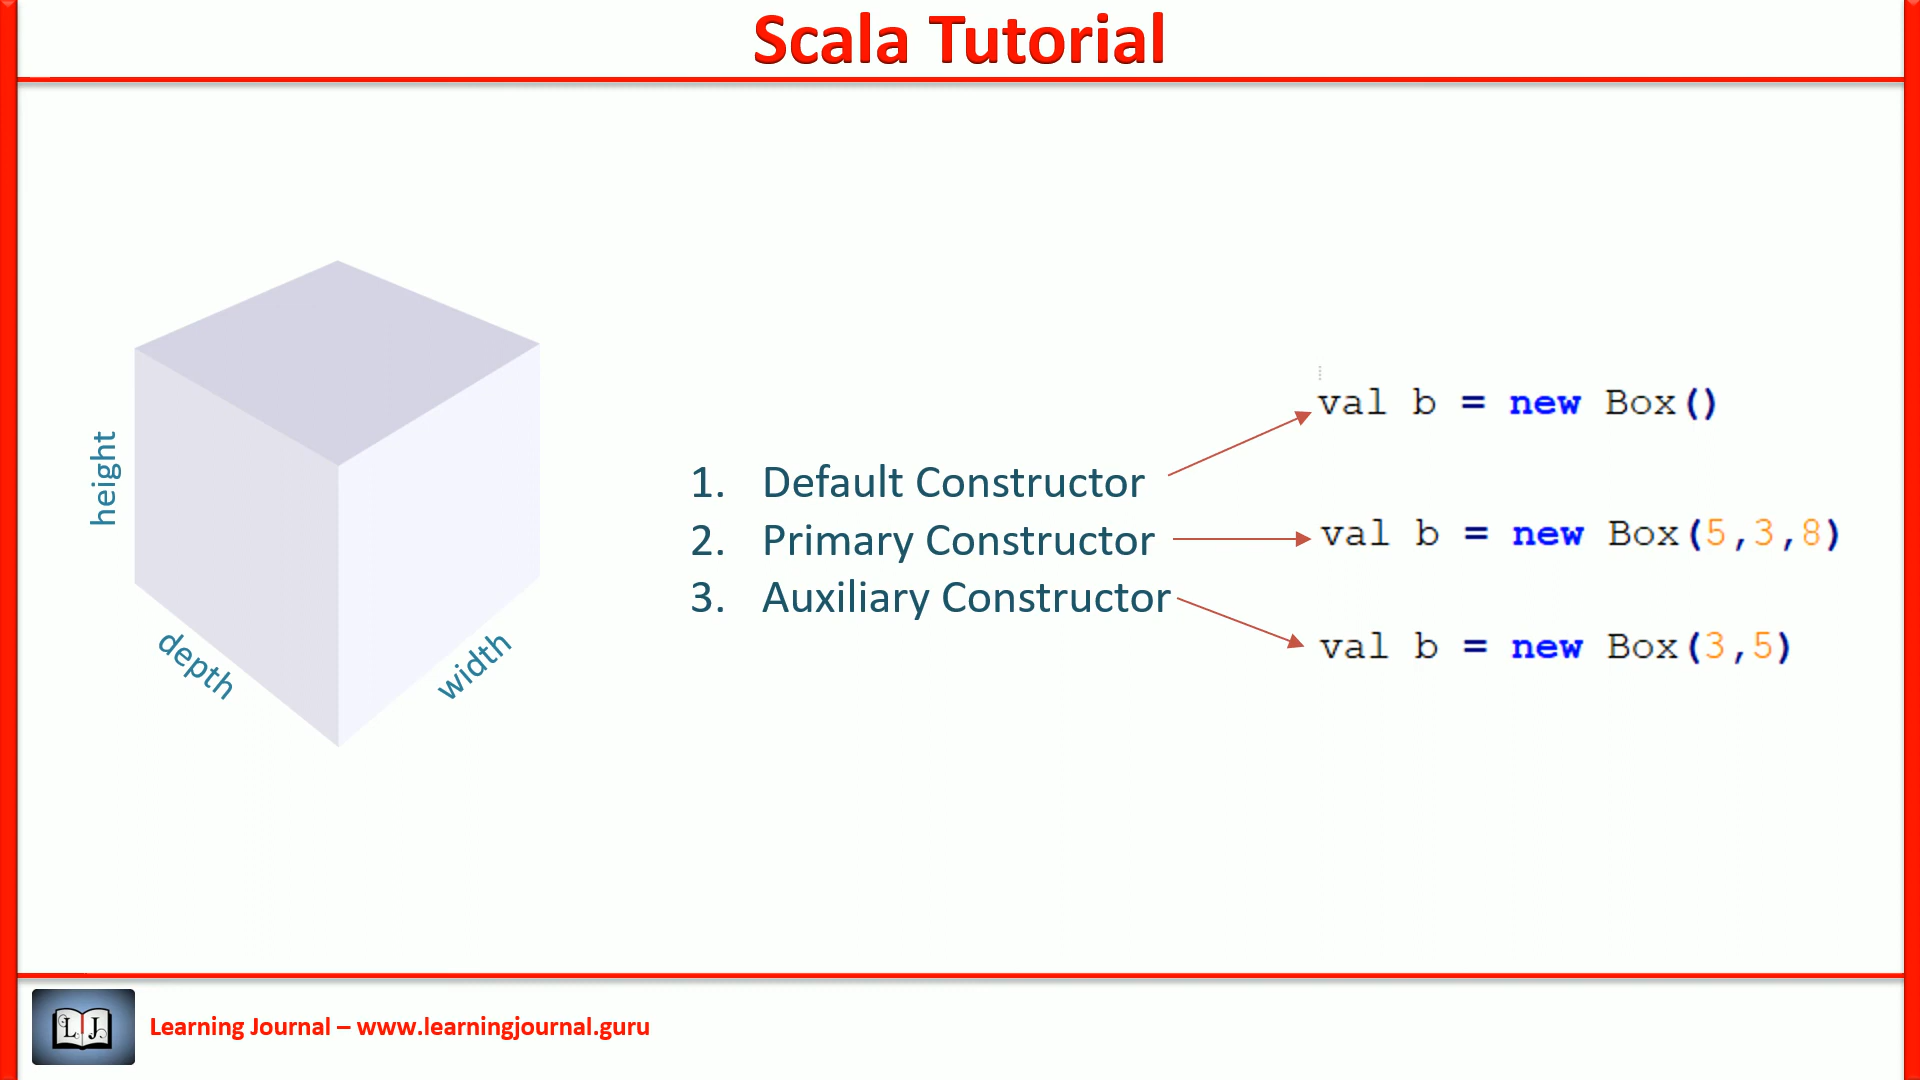 Scala Tutorial
height
depth
width
1. Default Constructor
2. Primary Constructor
3. Auxiliary Constructor
val b = new Box()
val b = new Box(5,3,8)
val b = new Box(3,5)
L J
Learning Journal – www.learningjournal.guru